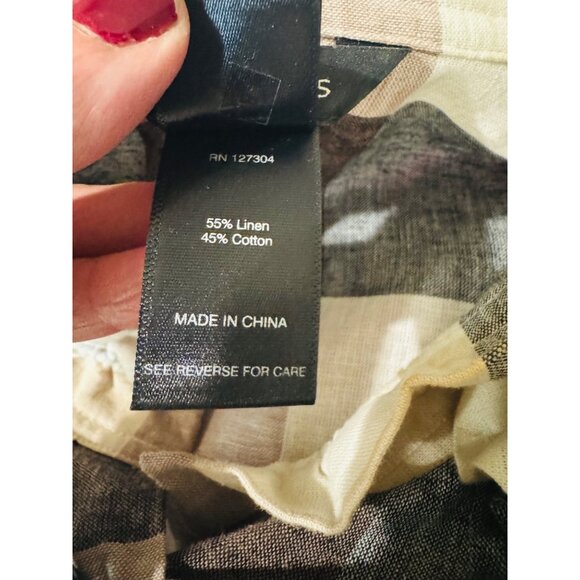 S
RN 127304
55% Linen
45% Cotton
MADE IN CHINA
SEE REVERSE FOR CARE